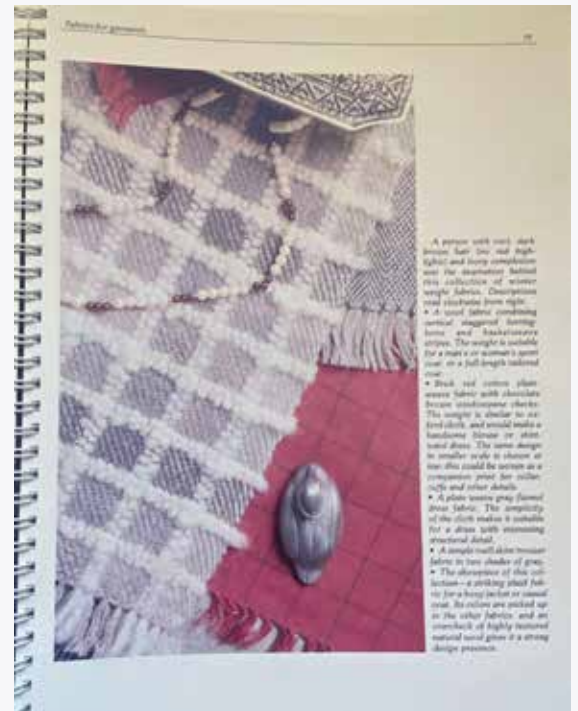 Fabrics for garments
A person with cool, dark
brown hair (no red high-
lights) and ivory complexion
was the inspiration behind
this collection of winter
weight fabrics. Descriptions
read clockwise from right.
• A wool fabric combining
vertical staggered herring-
bone and basketweave
stripes. The weight is suitable
for a man's or woman's sport
coat, or a full-length tailored
coat.
• Brick red cotton plain
weave fabric with chocolate
brown windowpane checks.
The weight is similar to ox-
ford cloth, and would make a
handsome blouse or shirt-
waist dress. The same design
in smaller scale is shown at
top; this could be woven as a
companion print for collar,
cuffs and other details.
• A plain weave gray flannel
dress fabric. The simplicity
of the cloth makes it suitable
for a dress with interesting
structural detail.
• A simple twill skirt/trouser
fabric in two shades of gray.
• The showpiece of this col-
lection—a striking plaid fab-
ric for a boxy jacket or casual
coat. Its colors are picked up
in the other fabrics, and an
overcheck of highly textured
natural wool gives it a strong
design presence.